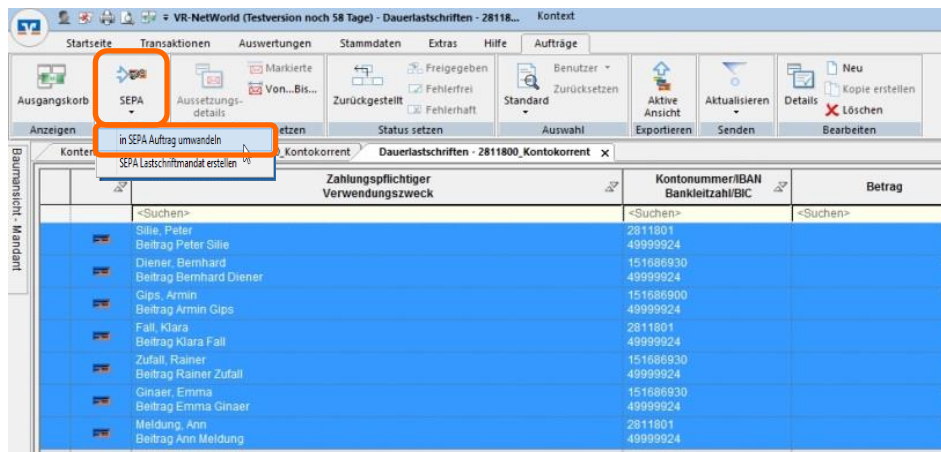 VR-NetWorld (Testversion noch 58 Tage) - Dauerlastschriften - 28118... Kontext
Startseite Transaktionen Auswertungen Stammdaten Extras Hilfe Aufträge
Ausgangskorb
SEPA
Aussetzungs-
details
Markierte
Von...Bis...
Zurückgestellt
Freigegeben
Fehlerfrei
Fehlerhaft
Standard
Benutzer
Zurücksetzen
Aktive
Ansicht
Aktualisieren
Details
Neu
Kopie erstellen
Löschen
Anzeigen
etzen
Status setzen
Auswahl
Exportieren
Senden
Bearbeiten
in SEPA Auftrag umwandeln
SEPA Lastschriftmandat erstellen
Baumansicht - Mandant
Konten
_Kontokorrent
Dauerlastschriften - 2811800_Kontokorrent x
Zahlungspflichtiger
Verwendungszweck
Kontonummer/IBAN
Bankleitzahl/BIC
Betrag
<Suchen> <Suchen> <Suchen>
Silie, Peter 2811801
Beitrag Peter Silie 49999924
Diener, Bernhard 151686930
Beitrag Bernhard Diener 49999924
Gips, Armin 151686900
Beitrag Armin Gips 49999924
Fall, Klara 2811801
Beitrag Klara Fall 49999924
Zufall, Rainer 151686930
Beitrag Rainer Zufall 49999924
Ginaer, Emma 151686930
Beitrag Emma Ginaer 49999924
Meldung, Ann 2811801
Beitrag Ann Meldung 49999924